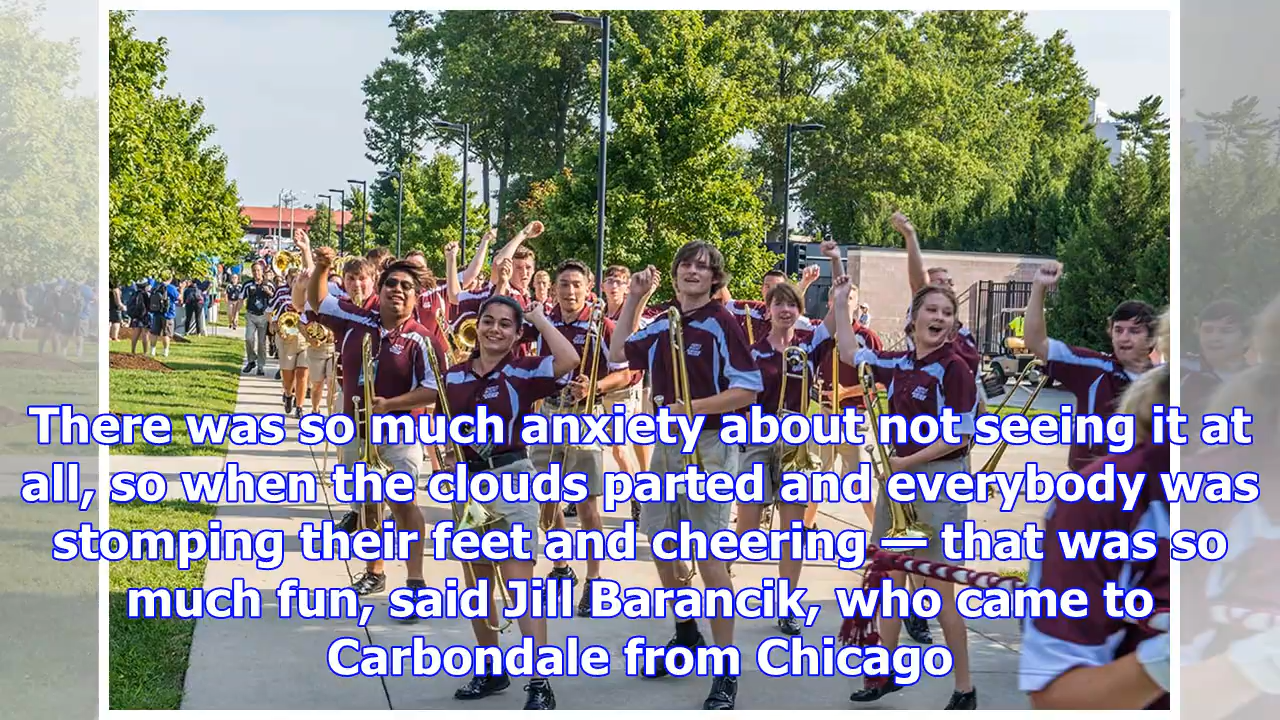 There was so much anxiety about not seeing it at
all, so when the clouds parted and everybody was
stomping their feet and cheering — that was so
much fun, said Jill Barancik, who came to
Carbondale from Chicago